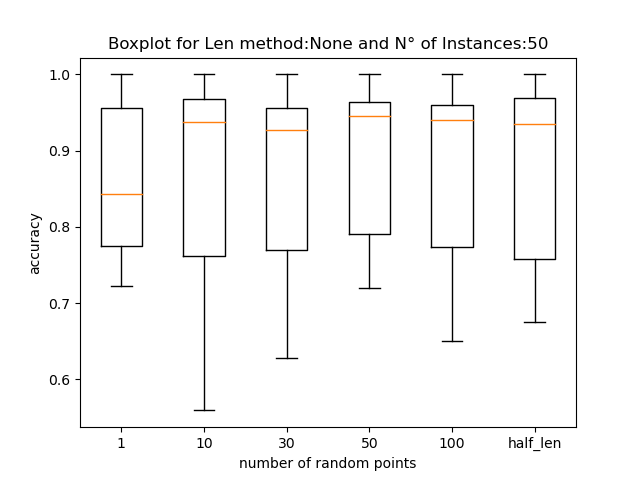 Boxplot for Len method:None and N° of Instances:50
1.0
0.9
0.8
0.7
0.6
accuracy
1 10 30 50 100 half_len
number of random points